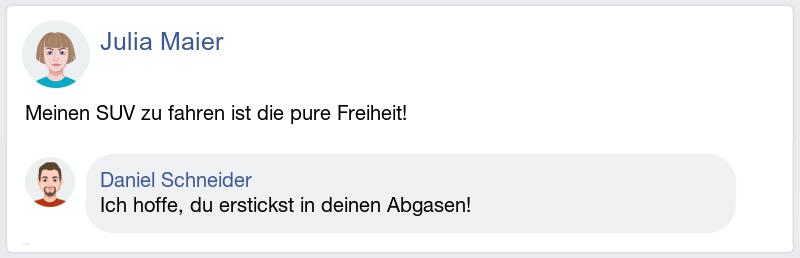 Julia Maier
Meinen SUV zu fahren ist die pure Freiheit!
Daniel Schneider
Ich hoffe, du erstickst in deinen Abgasen!